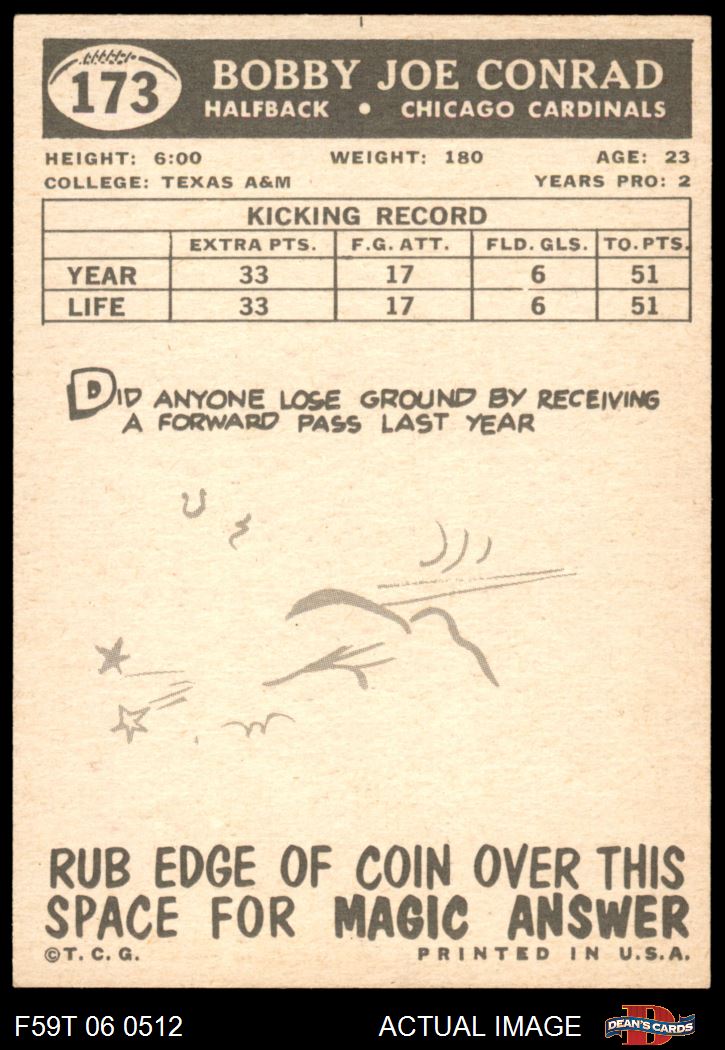 173
BOBBY JOE CONRAD
HALFBACK • CHICAGO CARDINALS
HEIGHT: 6:00 WEIGHT: 180 AGE: 23
COLLEGE: TEXAS A&M YEARS PRO: 2
KICKING RECORD
EXTRA PTS. F.G. ATT. FLD. GLS. TO. PTS.
YEAR 33 17 6 51
LIFE 33 17 6 51
DID ANYONE LOSE GROUND BY RECEIVING
A FORWARD PASS LAST YEAR
RUB EDGE OF COIN OVER THIS
SPACE FOR MAGIC ANSWER
©T. C. G. PRINTED IN U.S.A.
F59T 06 0512 ACTUAL IMAGE D DEAN'S CARDS